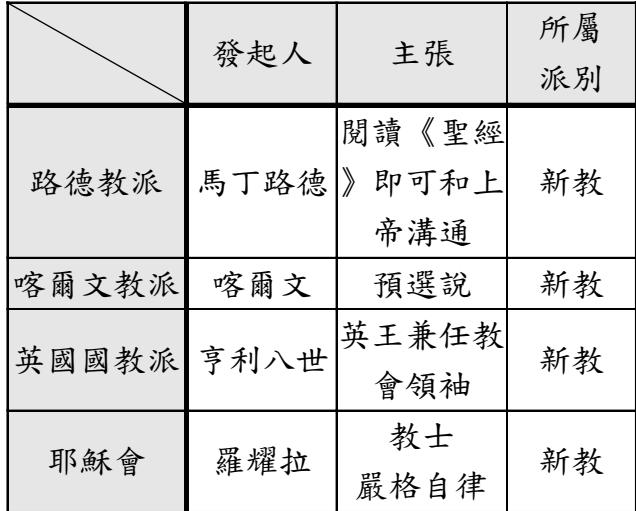 發起人 主張 所屬
派別
路德教派 馬丁路德 閱讀《聖經
》即可和上
帝溝通 新教
喀爾文教派 喀爾文 預選說 新教
英國國教派 亨利八世 英王兼任教
會領袖 新教
耶穌會 羅耀拉 教士
嚴格自律 新教